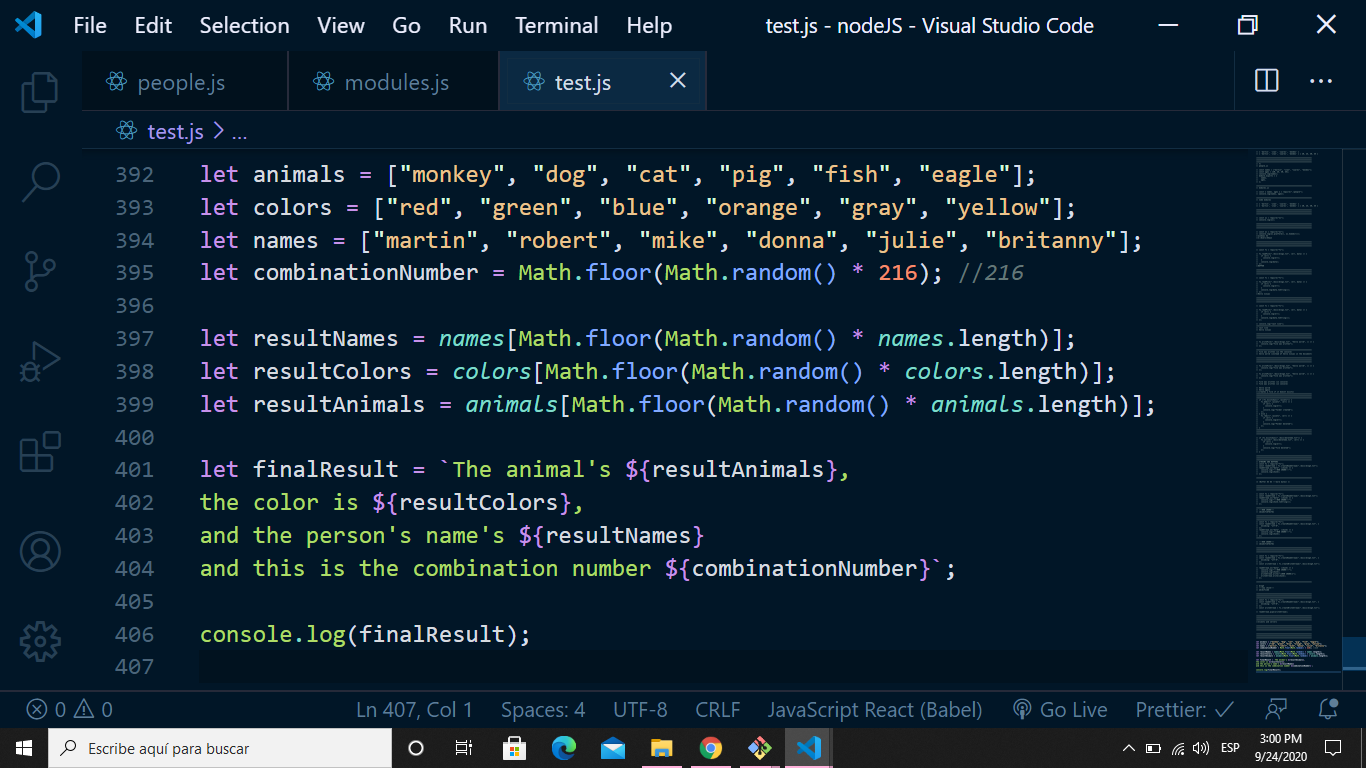 File Edit Selection View Go Run Terminal Help test.js - nodeJS - Visual Studio Code
people.js modules.js test.js
test.js > ...
392 let animals = ["monkey", "dog", "cat", "pig", "fish", "eagle"];
393 let colors = ["red", "green", "blue", "orange", "gray", "yellow"];
394 let names = ["martin", "robert", "mike", "donna", "julie", "britanny"];
395 let combinationNumber = Math.floor(Math.random() * 216); //216
396
397 let resultNames = names[Math.floor(Math.random() * names.length)];
398 let resultColors = colors[Math.floor(Math.random() * colors.length)];
399 let resultAnimals = animals[Math.floor(Math.random() * animals.length)];
400
401 let finalResult = `The animal's ${resultAnimals},
402 the color is ${resultColors},
403 and the person's name's ${resultNames}
404 and this is the combination number ${combinationNumber}`;
405
406 console.log(finalResult);
407
0 0 Ln 407, Col 1 Spaces: 4 UTF-8 CRLF JavaScript React (Babel) Go Live Prettier: ✓
Escribe aquí para buscar ESP 3:00 PM
9/24/2020